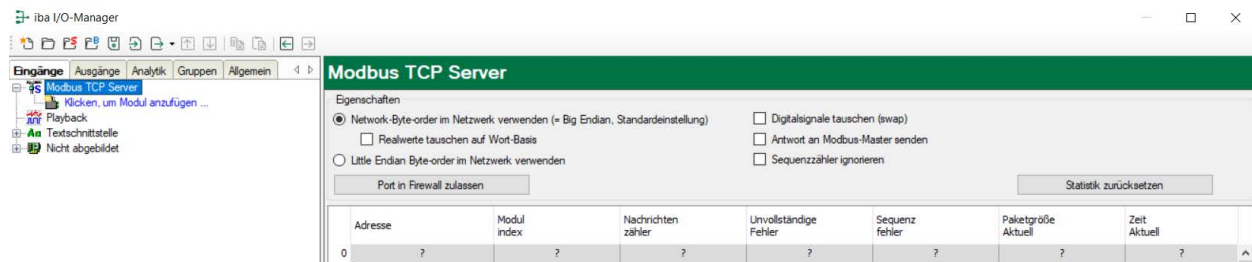 iba I/O-Manager
Eingänge Ausgänge Analytik Gruppen Allgemein
Modbus TCP Server
Klicken, um Modul anzufügen ...
Playback
Textschnittstelle
Nicht abgebildet
Modbus TCP Server
Eigenschaften
Network-Byte-order im Netzwerk verwenden (= Big Endian, Standardeinstellung)
Realwerte tauschen auf Wort-Basis
Little Endian Byte-order im Netzwerk verwenden
Digitalsignale tauschen (swap)
Antwort an Modbus-Master senden
Sequenzzähler ignorieren
Port in Firewall zulassen
Statistik zurücksetzen
Adresse
Modul
index
Nachrichten
zähler
Unvollständige
Fehler
Sequenz
fehler
Paketgröße
Aktuell
Zeit
Aktuell
0 ? ? ? ? ? ? ?